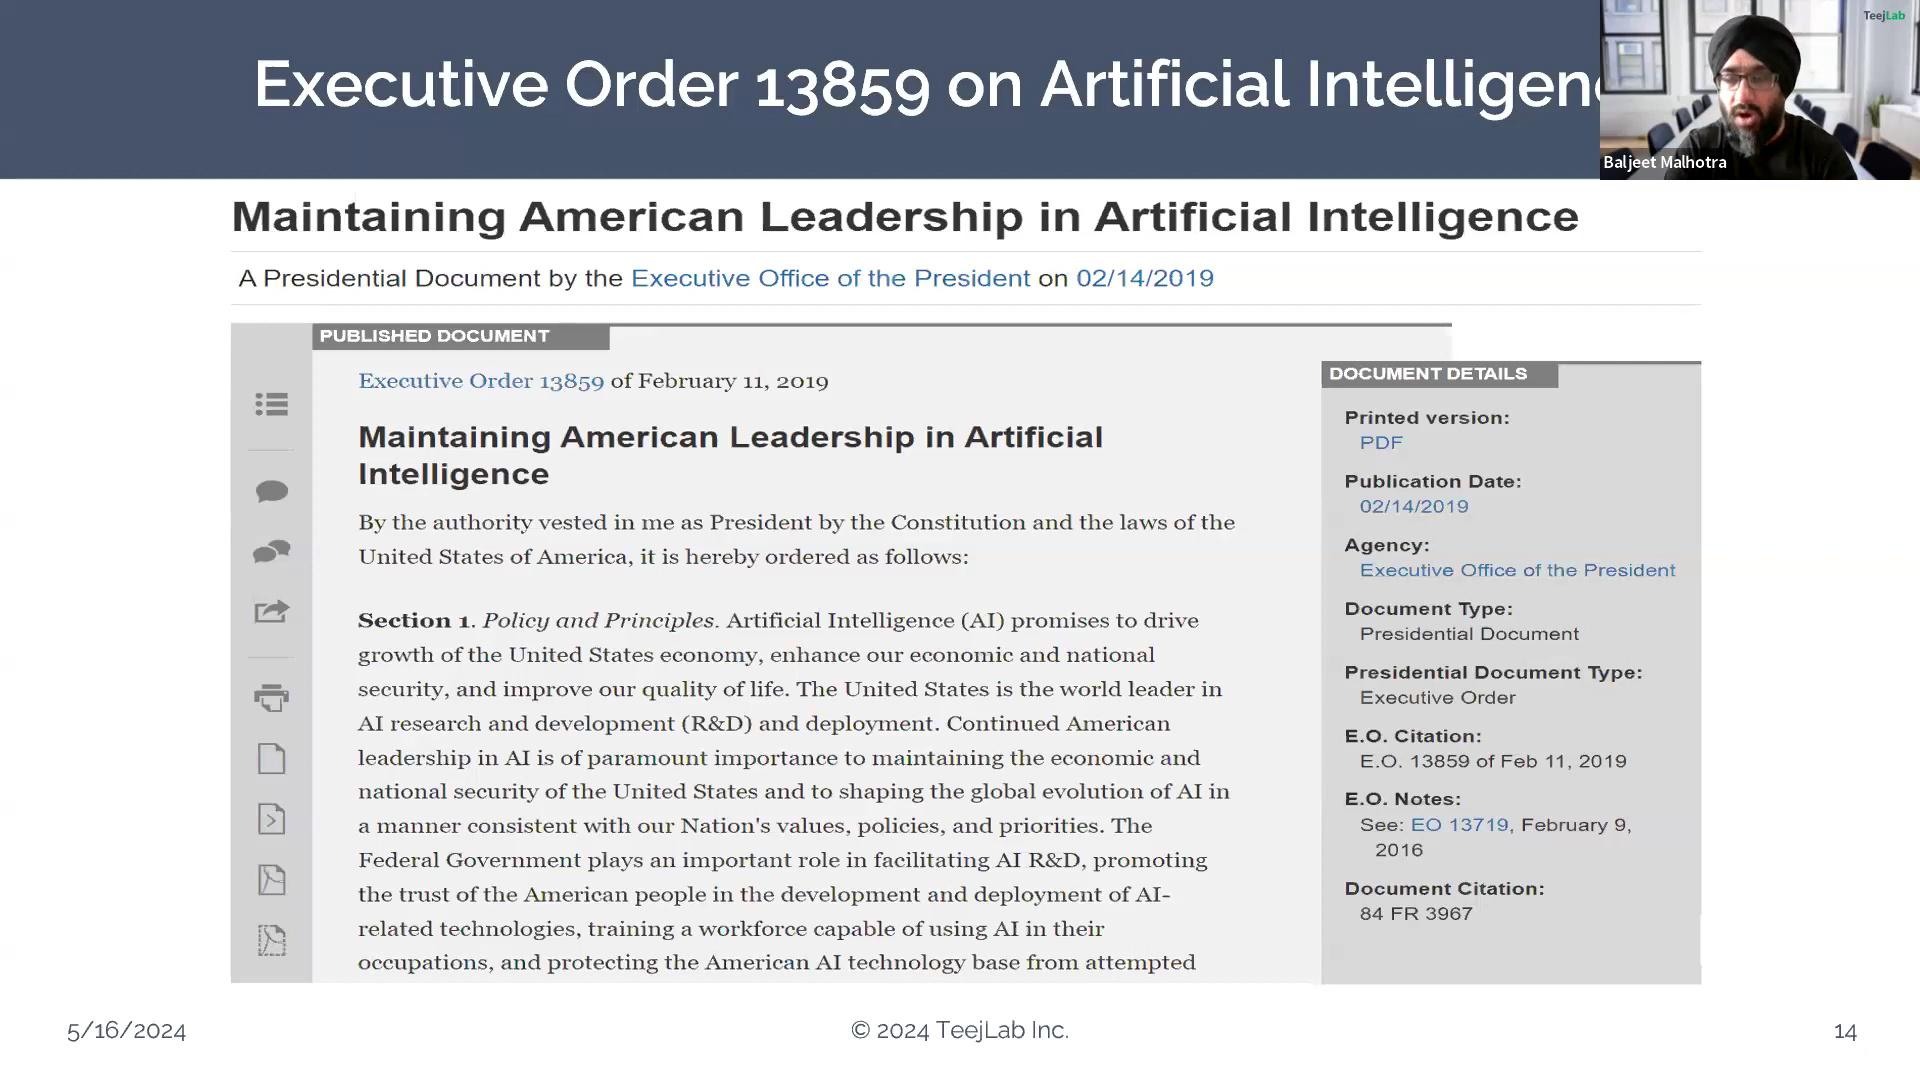 Executive Order 13859 on Artificial Intelligen
TeejLab
Baljeet Malhotra
Maintaining American Leadership in Artificial Intelligence
A Presidential Document by the Executive Office of the President on 02/14/2019
PUBLISHED DOCUMENT
Executive Order 13859 of February 11, 2019
Maintaining American Leadership in Artificial
Intelligence
By the authority vested in me as President by the Constitution and the laws of the
United States of America, it is hereby ordered as follows:
Section 1. Policy and Principles. Artificial Intelligence (AI) promises to drive
growth of the United States economy, enhance our economic and national
security, and improve our quality of life. The United States is the world leader in
AI research and development (R&D) and deployment. Continued American
leadership in AI is of paramount importance to maintaining the economic and
national security of the United States and to shaping the global evolution of AI in
a manner consistent with our Nation's values, policies, and priorities. The
Federal Government plays an important role in facilitating AI R&D, promoting
the trust of the American people in the development and deployment of AI-
related technologies, training a workforce capable of using AI in their
occupations, and protecting the American AI technology base from attempted
DOCUMENT DETAILS
Printed version:
PDF
Publication Date:
02/14/2019
Agency:
Executive Office of the President
Document Type:
Presidential Document
Presidential Document Type:
Executive Order
E.O. Citation:
E.O. 13859 of Feb 11, 2019
E.O. Notes:
See: EO 13719, February 9,
2016
Document Citation:
84 FR 3967
5/16/2024
© 2024 TeejLab Inc.
14